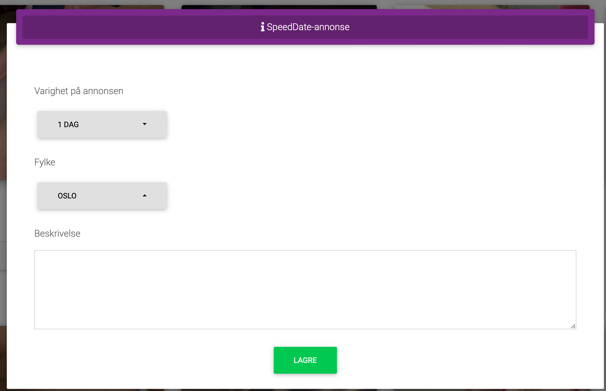 SpeedDate-annonse
Varighet på annonsen
1 DAG
Fylke
OSLO
Beskrivelse
LAGRE